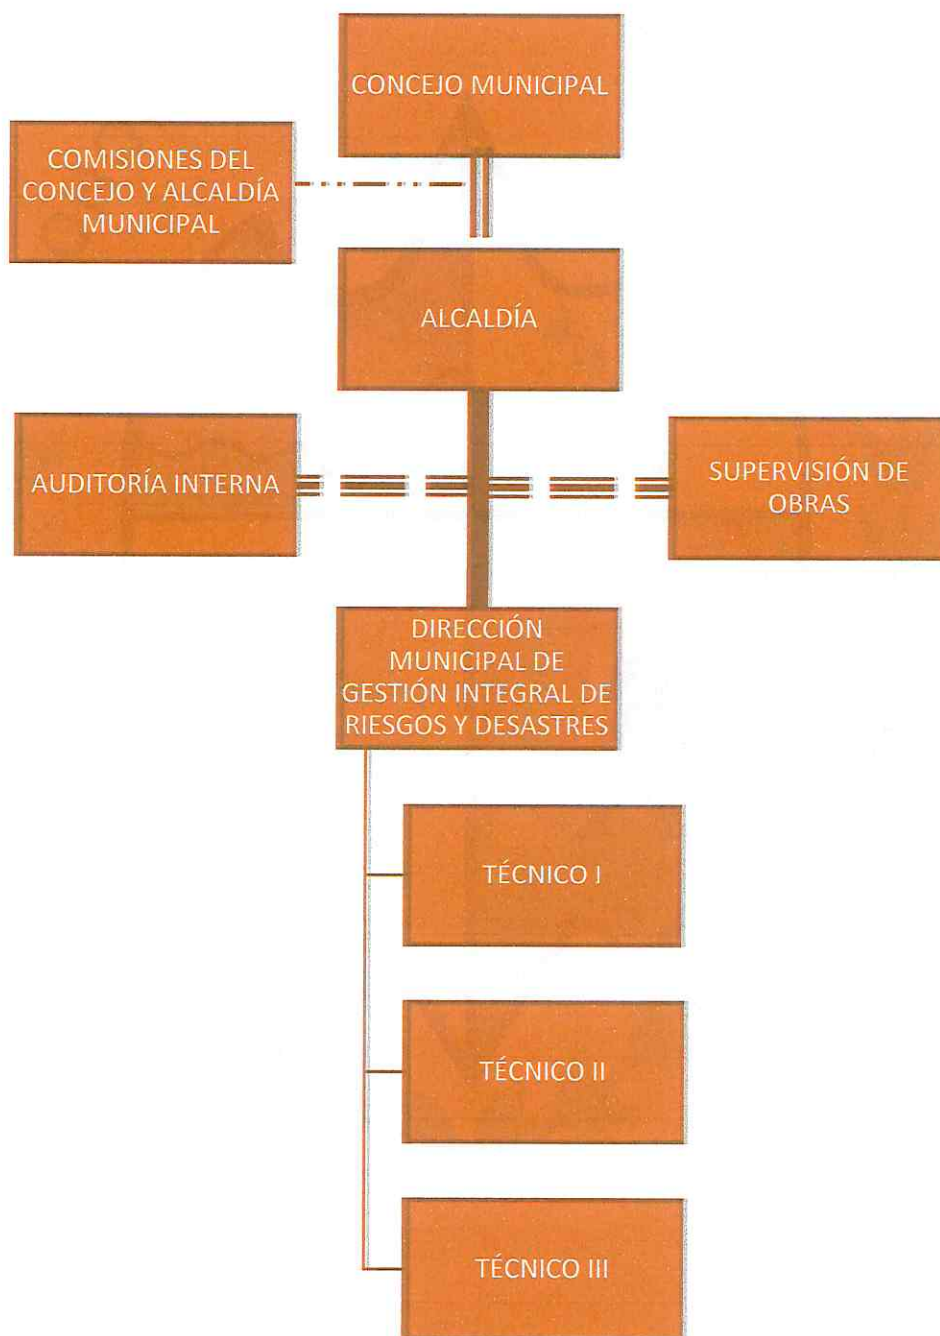 CONCEJO MUNICIPAL
COMISIONES DEL
CONCEJO Y ALCALDÍA
MUNICIPAL
ALCALDÍA
AUDITORÍA INTERNA
SUPERVISIÓN DE
OBRAS
DIRECCIÓN
MUNICIPAL DE
GESTIÓN INTEGRAL DE
RIESGOS Y DESASTRES
TÉCNICO I
TÉCNICO II
TÉCNICO III